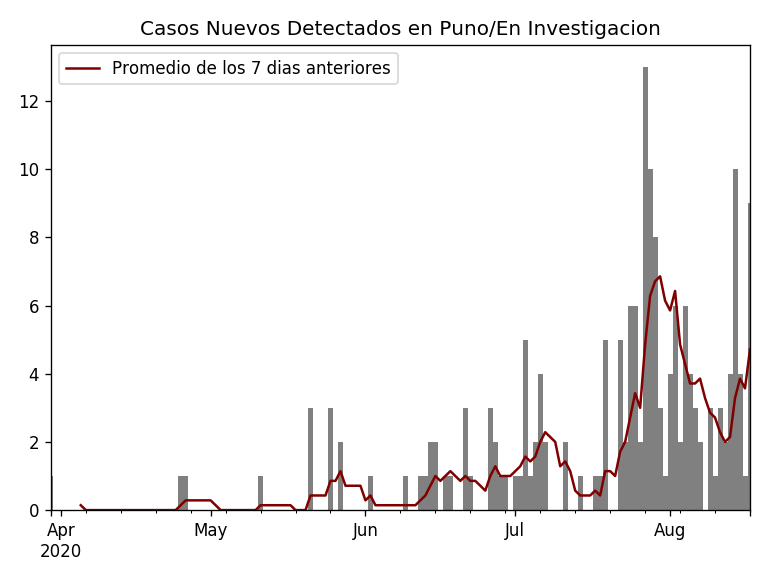 Casos Nuevos Detectados en Puno/En Investigacion
Promedio de los 7 dias anteriores
12
10
8
6
4
2
0
Apr May Jun Jul Aug
2020